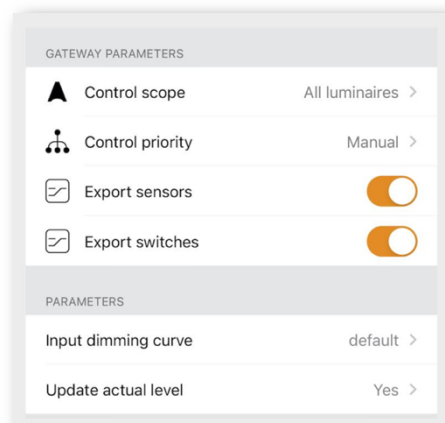 GATEWAY PARAMETERS
Control scope All luminaires >
Control priority Manual >
Export sensors
Export switches
PARAMETERS
Input dimming curve default >
Update actual level Yes >